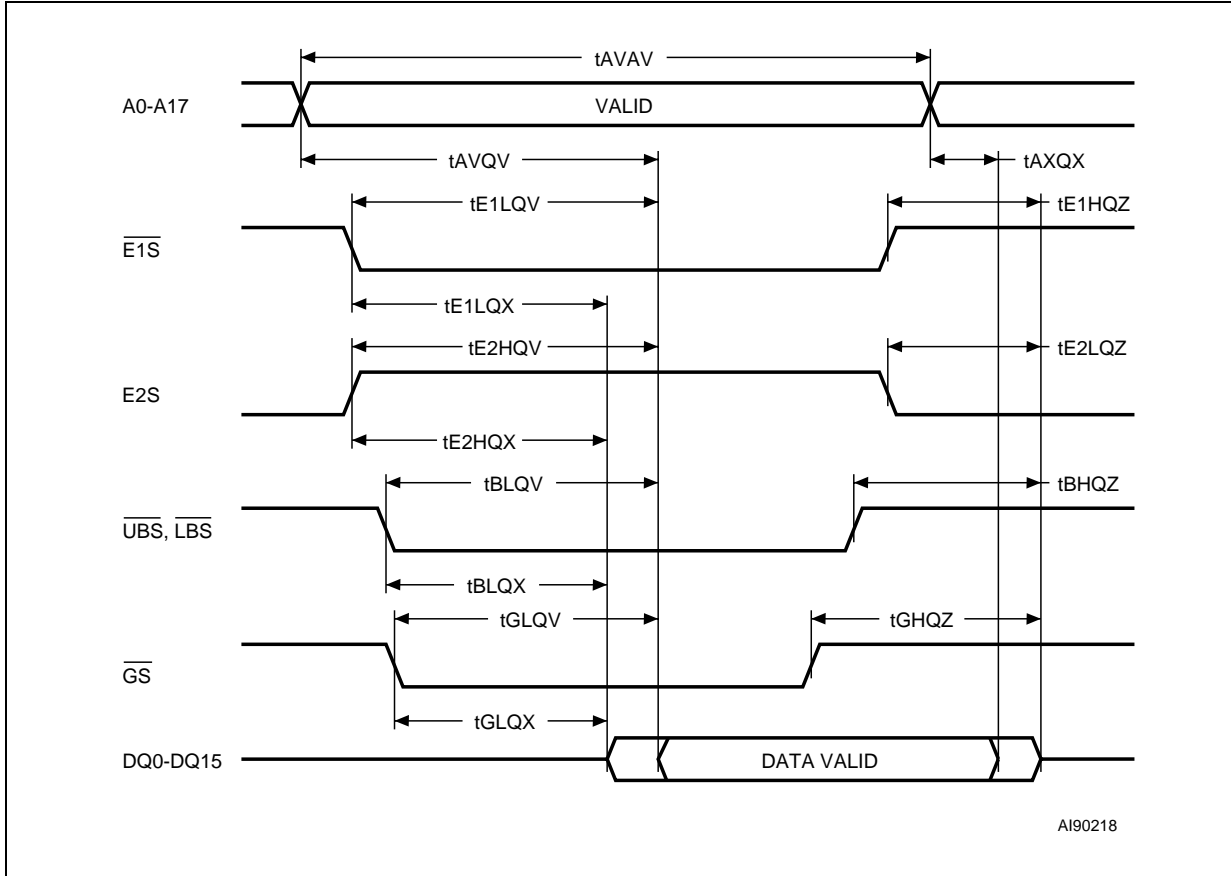 tAVAV
A0-A17
VALID
tAVQV
tAXQX
tE1LQV
tE1HQZ
E1S
tE1LQX
tE2HQV
tE2LQZ
E2S
tE2HQX
tBLQV
tBHQZ
UBS, LBS
tBLQX
tGLQV
tGHQZ
GS
tGLQX
DQ0-DQ15
DATA VALID
AI90218